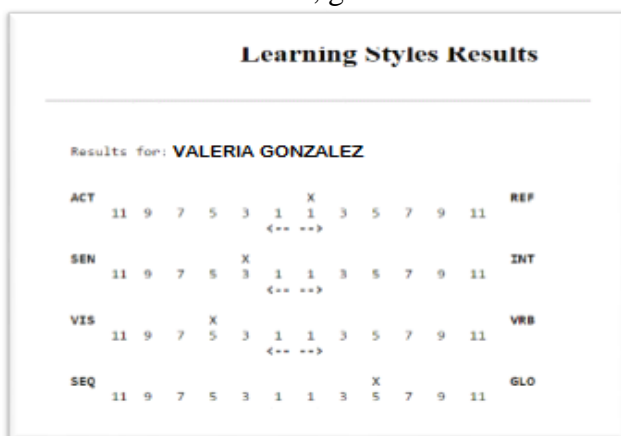 Learning Styles Results
Results for: VALERIA GONZALEZ
X
ACT 11 9 7 5 3 1 1 3 5 7 9 11 REF
<-- -->
X
SEN 11 9 7 5 3 1 1 3 5 7 9 11 INT
<-- -->
X
VIS 11 9 7 5 3 1 1 3 5 7 9 11 VRB
<-- -->
X
SEQ 11 9 7 5 3 1 1 3 5 7 9 11 GLO